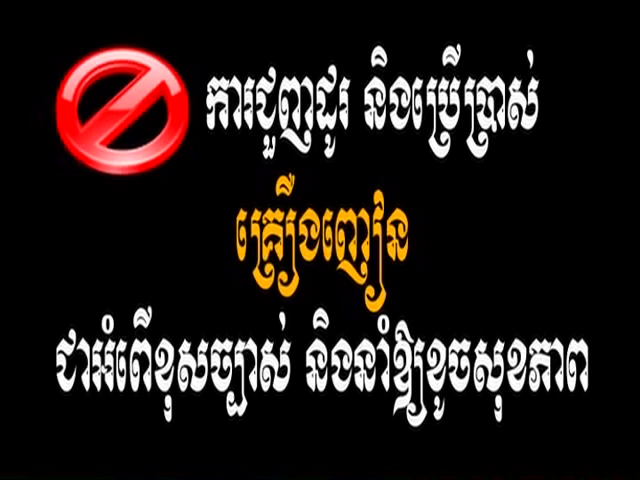 ការជួញដូរ និងប្រើប្រាស់
គ្រឿងញៀន
ជាអំពើខុសច្បាស់ និងនាំឱ្យខូចសុខភាព